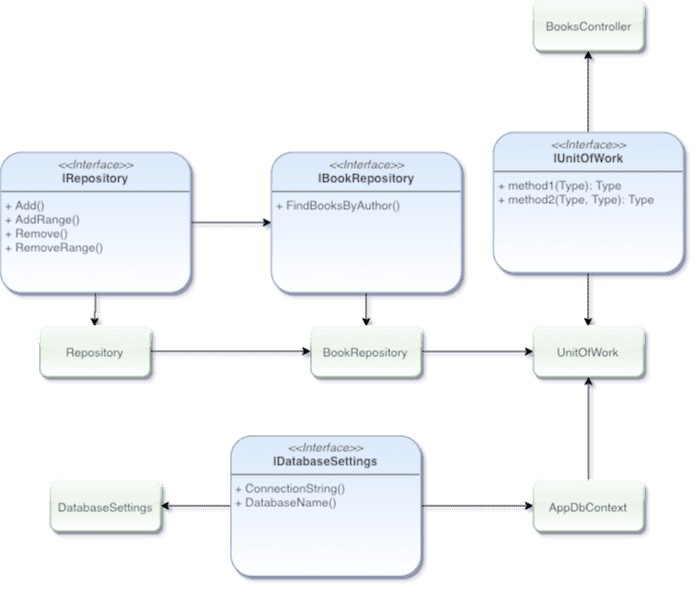 BooksController
<<Interface>>
IRepository
+ Add()
+ AddRange()
+ Remove()
+ RemoveRange()
<<Interface>>
IBookRepository
+ FindBooksByAuthor()
<<Interface>>
IUnitOfWork
+ method1(Type): Type
+ method2(Type, Type): Type
Repository
BookRepository
UnitOfWork
<<Interface>>
IDatabaseSettings
+ ConnectionString()
+ DatabaseName()
DatabaseSettings
AppDbContext